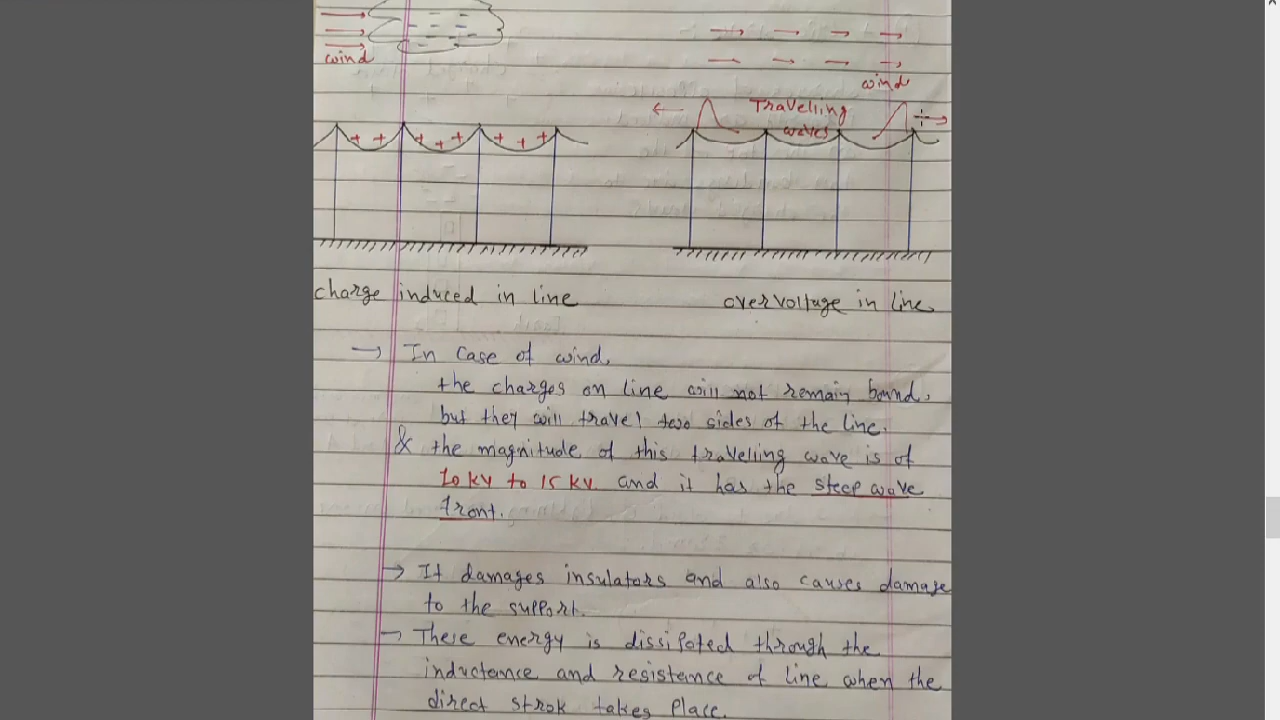 wind
wind
Travelling
waves
charge induced in line
overvoltage in line.
→ In case of wind,
the charges on line will not remain bound,
but they will travel two sides of the line.
& the magnitude of this travelling wave is of
10 kV to 15 kV and it has the steep wave
front.
→ It damages insulators and also causes damage
to the support.
→ These energy is dissipated through the
inductance and resistance of line when the
direct strok takes place.